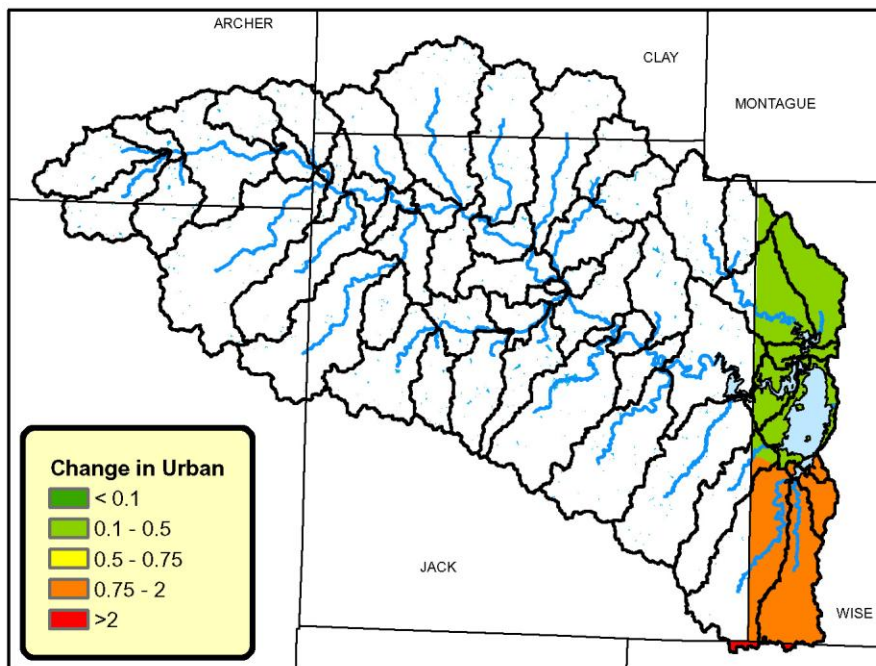 ARCHER
CLAY
MONTAGUE
Change in Urban
< 0.1
0.1 - 0.5
0.5 - 0.75
0.75 - 2
>2
JACK
WISE